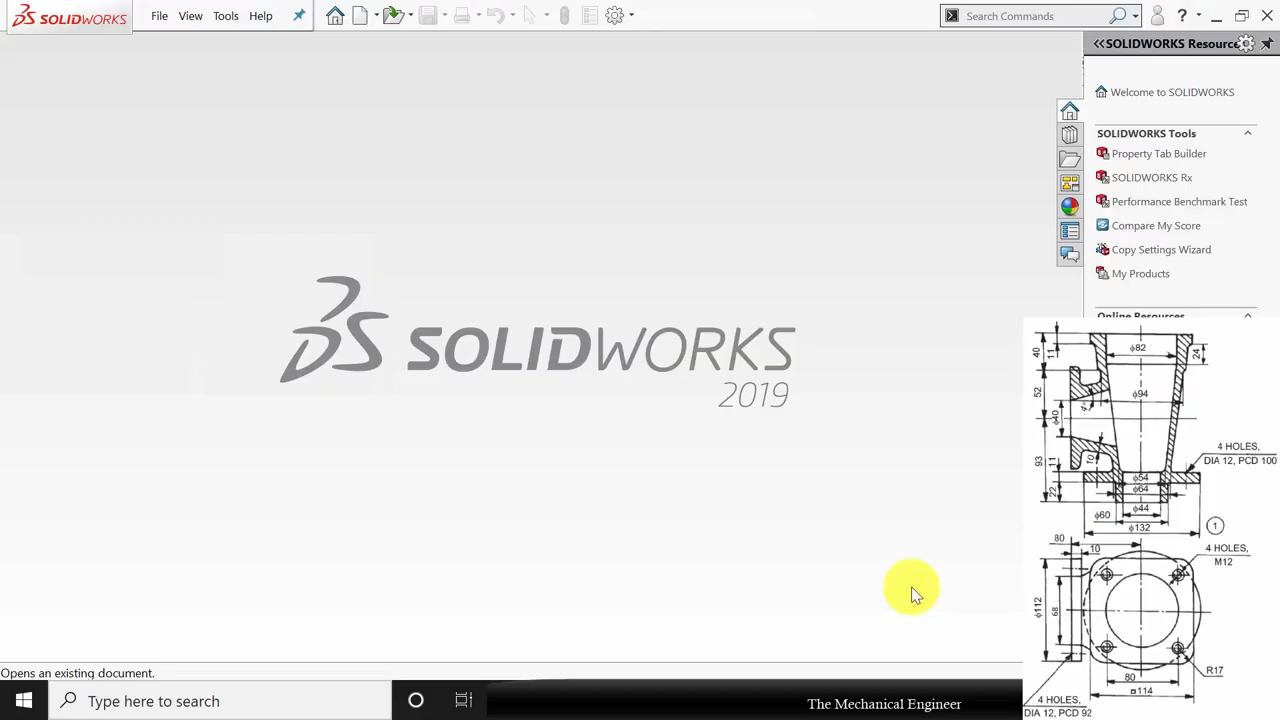 SOLIDWORKS
File View Tools Help
Search Commands
?
SOLIDWORKS Resourc
Welcome to SOLIDWORKS
SOLIDWORKS Tools
Property Tab Builder
SOLIDWORKS Rx
Performance Benchmark Test
Compare My Score
Copy Settings Wizard
My Products
Online Resources
SOLIDWORKS
2019
40
11
ϕ82
24
52
4°
ϕ94
ϕ40
93
11
10
22
4 HOLES,
DIA 12, PCD 100
ϕ54
ϕ64
ϕ44
ϕ60
ϕ132
1
80
10
4 HOLES,
M12
ϕ112
68
R17
80
□114
4 HOLES,
DIA 12, PCD 92
Opens an existing document.
Type here to search
The Mechanical Engineer